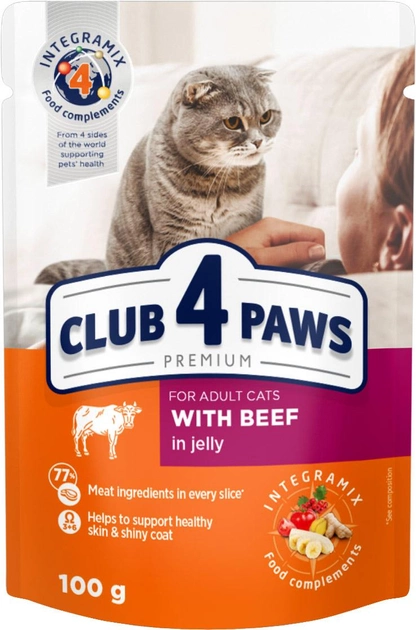 INTEGRAMIX
4
Food complements
From 4 sides
of the world
supporting
pets' health
CLUB 4 PAWS
PREMIUM
FOR ADULT CATS
WITH BEEF
in jelly
77%
Meat ingredients in every slice*
Ω
3+6
Helps to support healthy
skin & shiny coat
100 g
INTEGRAMIX
Food complements
*See composition